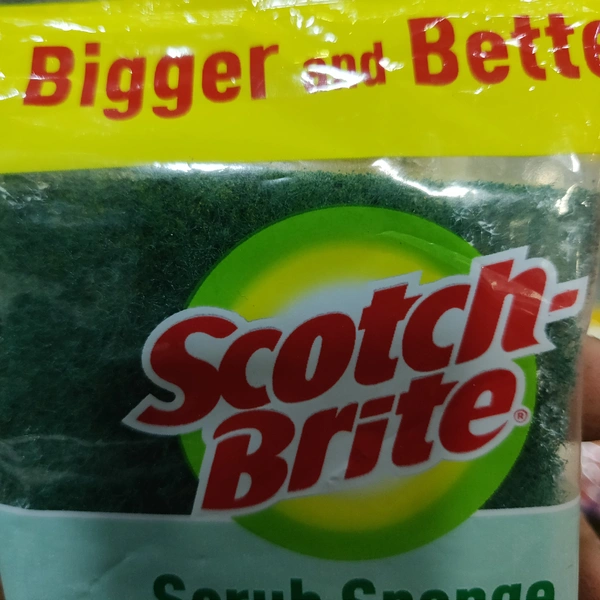 Bigger and Bette
Scotch-
Brite®
Scrub Sponge